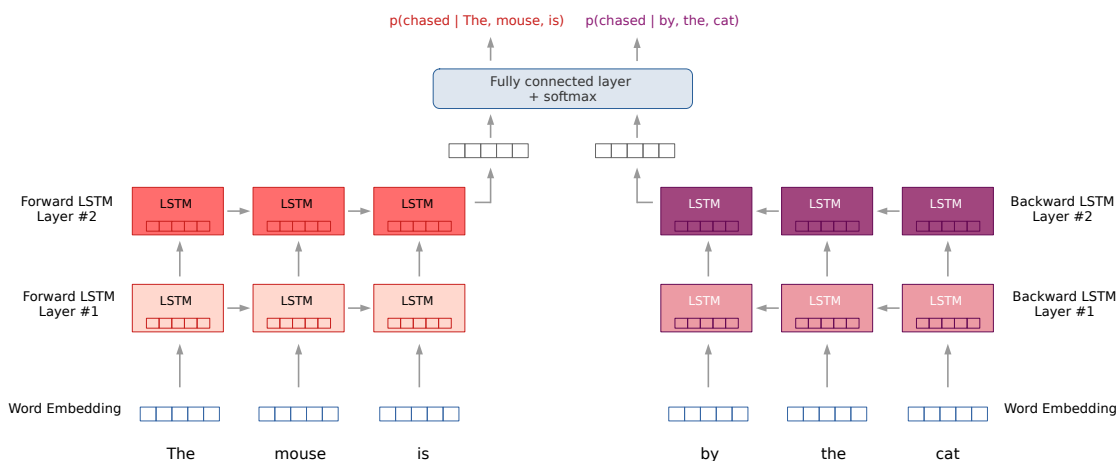 p(chased | The, mouse, is) p(chased | by, the, cat)
Fully connected layer
+ softmax
Forward LSTM
Layer #2
LSTM LSTM LSTM LSTM LSTM LSTM
Backward LSTM
Layer #2
Forward LSTM
Layer #1
LSTM LSTM LSTM LSTM LSTM LSTM
Backward LSTM
Layer #1
Word Embedding Word Embedding
The mouse is by the cat